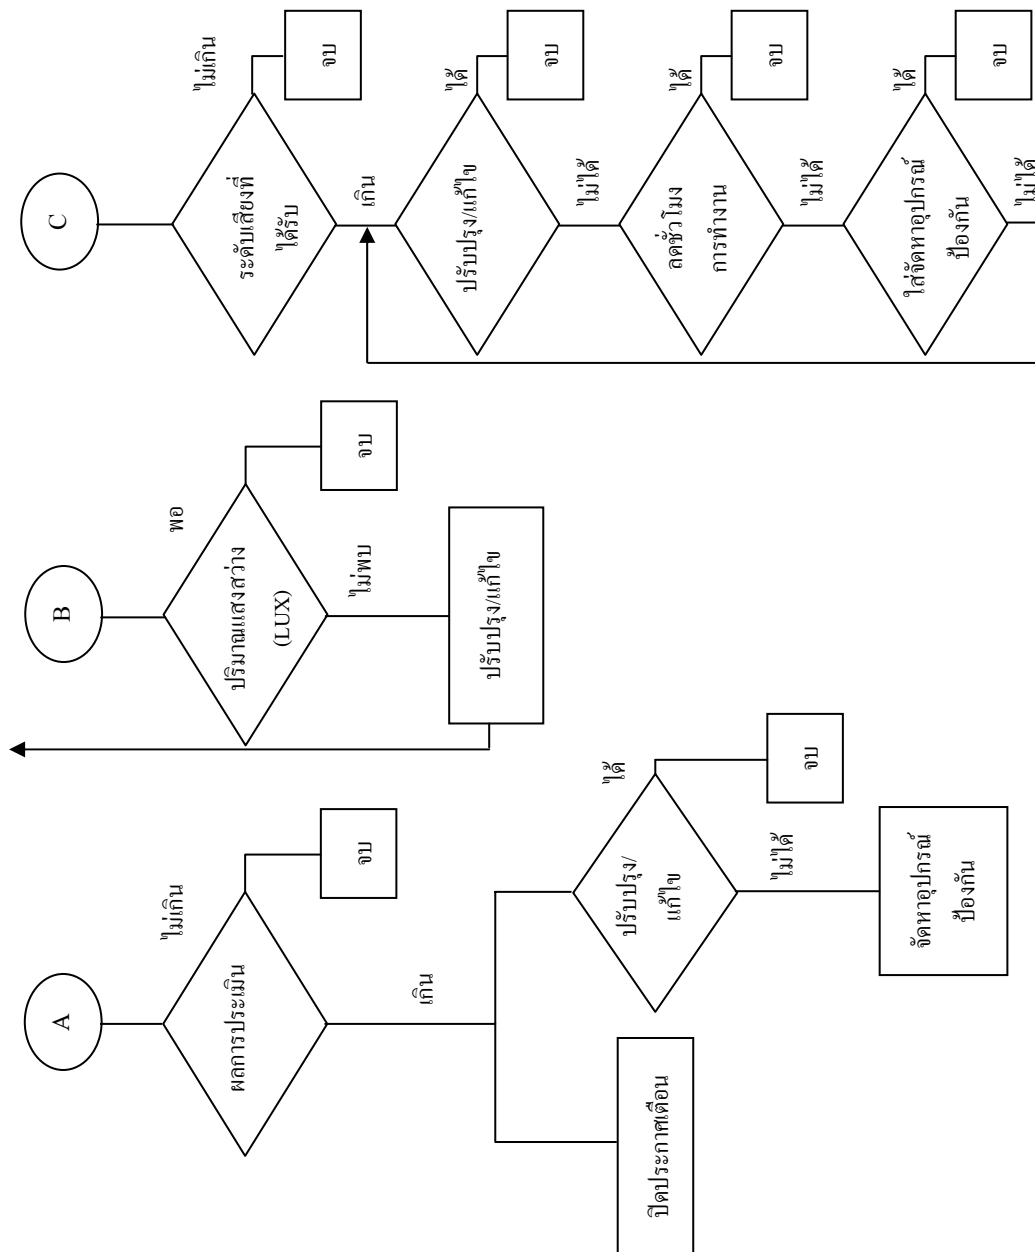 A
ผลการประเมิน
ไม่เกิน
จบ
เกิน
ปิดประกาศเตือน
ปรับปรุง/
แก้ไข
ได้
จบ
ไม่ได้
จัดหาอุปกรณ์
ป้องกัน
B
ปริมาณแสงสว่าง
(LUX)
พอ
จบ
ไม่พบ
ปรับปรุง/แก้ไข
C
ระดับเสียงที่
ได้รับ
ไม่เกิน
จบ
เกิน
ปรับปรุง/แก้ไข
ได้
จบ
ไม่ได้
ลดชั่วโมง
การทำงาน
ได้
จบ
ไม่ได้
ใส่จัดหาอุปกรณ์
ป้องกัน
ได้
จบ
ไม่ได้